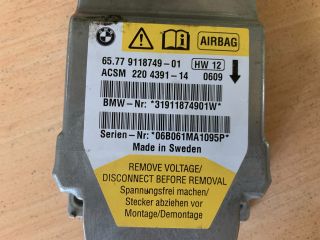 AIRBAG
65.77 9118749-01 HW 12
ACSM 220 4391-14 0609
BMW-Nr: *31911874901W*
Serien-Nr: *06B061MA1095P*
Made in Sweden
REMOVE VOLTAGE/
DISCONNECT BEFORE REMOVAL
Spannungsfrei machen/
Stecker abziehen vor
Montage/Demontage